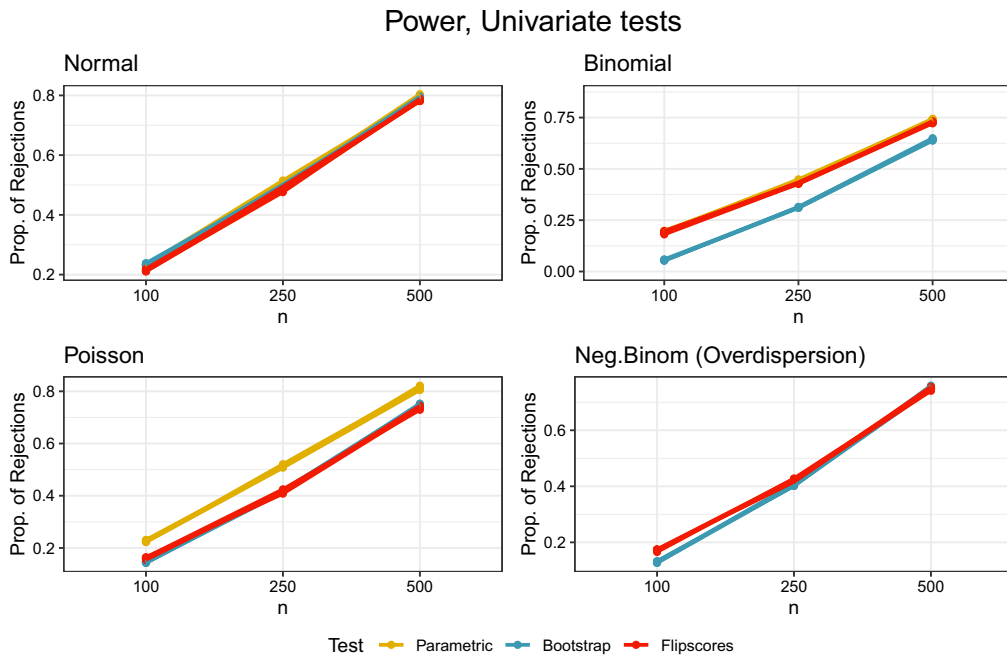 Power, Univariate tests
Normal
Prop. of Rejections
0.8
0.6
0.4
0.2
100 250 500
n
Binomial
Prop. of Rejections
0.75
0.50
0.25
0.00
100 250 500
n
Poisson
Prop. of Rejections
0.8
0.6
0.4
0.2
100 250 500
n
Neg.Binom (Overdispersion)
Prop. of Rejections
0.6
0.4
0.2
100 250 500
n
Test Parametric Bootstrap Flipscores